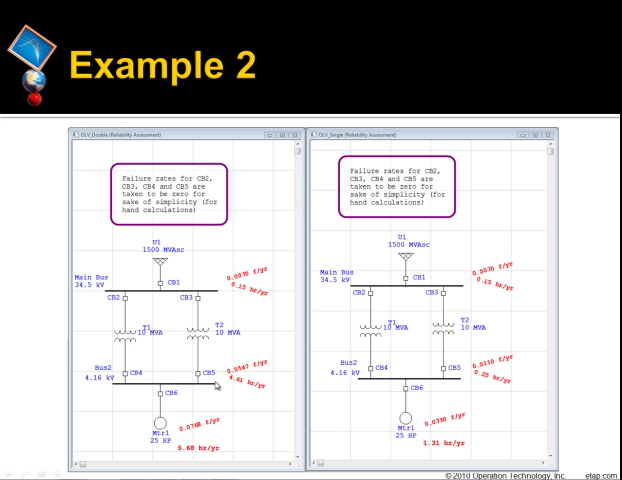 Example 2
OLV_Double (Reliability Assessment)
Failure rates for CB2,
CB3, CB4 and CB5 are
taken to be zero for
sake of simplicity (for
hand calculations)
U1
1500 MVAsc
CB1
0.0070 f/yr
0.15 hr/yr
Main Bus
34.5 kV
CB2
CB3
T1
10 MVA
T2
10 MVA
Bus2
4.16 kV
CB4
CB5
0.0547 f/yr
4.61 hr/yr
CB6
Mtr1
25 HP
0.0768 f/yr
5.68 hr/yr
OLV_Single (Reliability Assessment)
Failure rates for CB2,
CB3, CB4 and CB5 are
taken to be zero for
sake of simplicity (for
hand calculations)
U1
1500 MVAsc
CB1
0.0070 f/yr
0.15 hr/yr
Main Bus
34.5 kV
CB2
CB3
T1
10 MVA
T2
10 MVA
Bus2
4.16 kV
CB4
CB5
0.0110 f/yr
0.25 hr/yr
CB6
Mtr1
25 HP
0.0330 f/yr
1.31 hr/yr
©2010 Operation Technology, Inc. etap.com